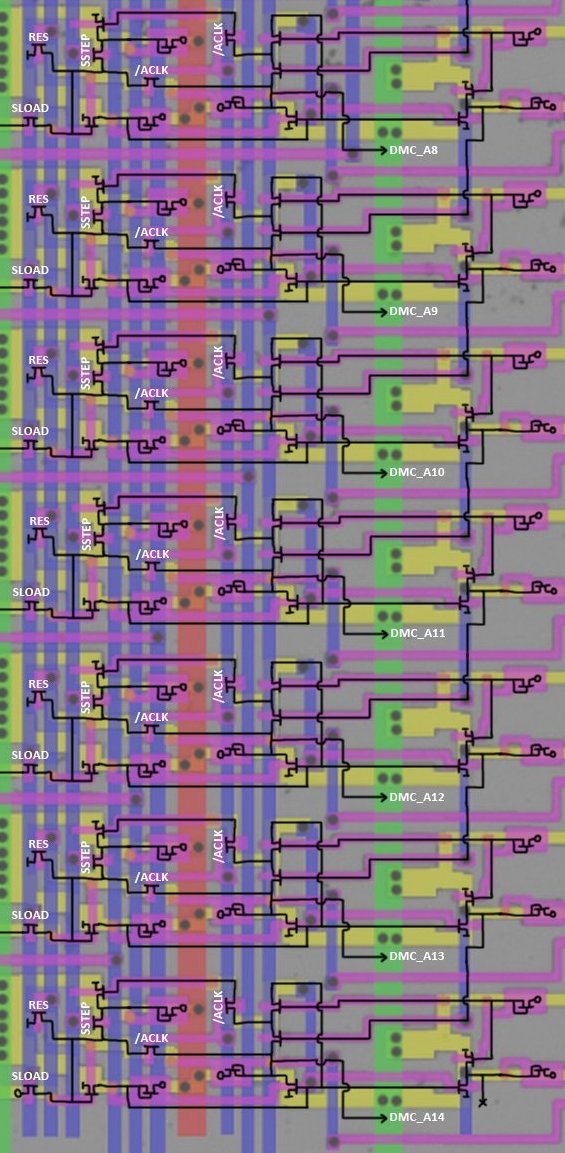 RES
SSTEP
/ACLK
/ACLK
SLOAD
DMC_A8
RES
SSTEP
/ACLK
/ACLK
SLOAD
DMC_A9
RES
SSTEP
/ACLK
/ACLK
SLOAD
DMC_A10
RES
SSTEP
/ACLK
/ACLK
SLOAD
DMC_A11
RES
SSTEP
/ACLK
/ACLK
SLOAD
DMC_A12
RES
SSTEP
/ACLK
/ACLK
SLOAD
DMC_A13
RES
SSTEP
/ACLK
/ACLK
SLOAD
DMC_A14